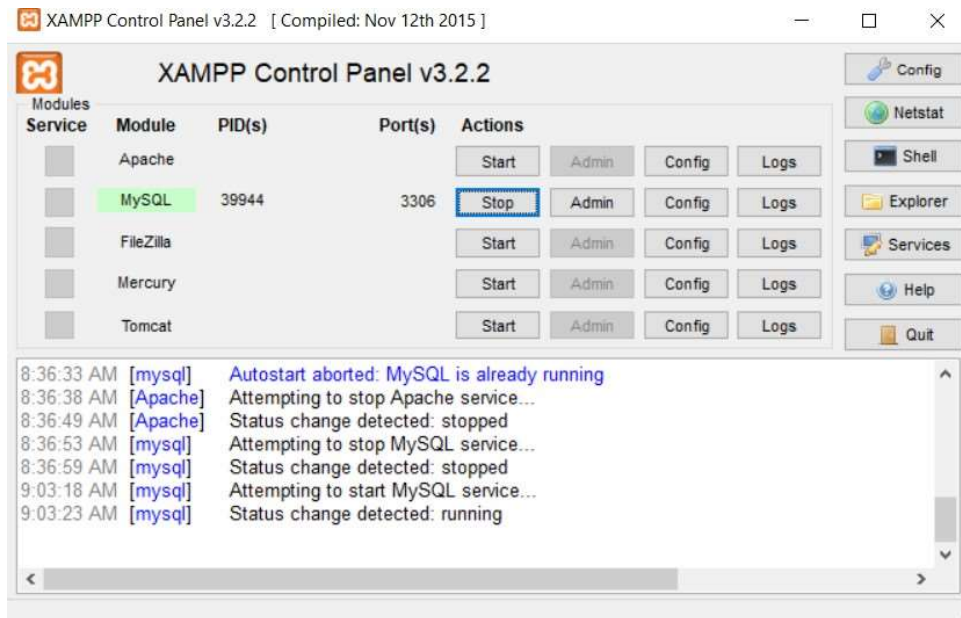 XAMPP Control Panel v3.2.2 [ Compiled: Nov 12th 2015 ]
XAMPP Control Panel v3.2.2
Config
Modules
Service Module PID(s) Port(s) Actions
Netstat
Apache Start Admin Config Logs
Shell
MySQL 39944 3306 Stop Admin Config Logs
Explorer
FileZilla Start Admin Config Logs
Services
Mercury Start Admin Config Logs
Help
Tomcat Start Admin Config Logs
Quit
8:36:33 AM [mysql] Autostart aborted: MySQL is already running
8:36:38 AM [Apache] Attempting to stop Apache service...
8:36:49 AM [Apache] Status change detected: stopped
8:36:53 AM [mysql] Attempting to stop MySQL service...
8:36:59 AM [mysql] Status change detected: stopped
9:03:18 AM [mysql] Attempting to start MySQL service...
9:03:23 AM [mysql] Status change detected: running